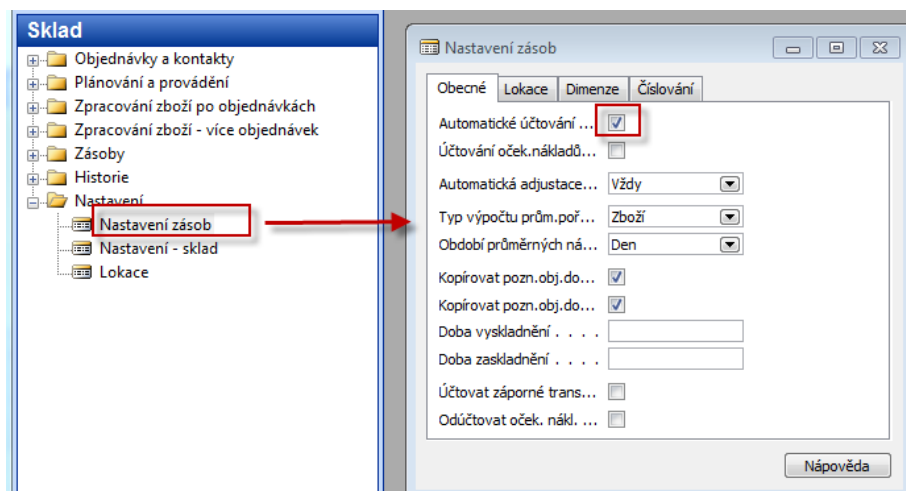 Sklad
Objednávky a kontakty
Plánování a provádění
Zpracování zboží po objednávkách
Zpracování zboží - více objednávek
Zásoby
Historie
Nastavení
Nastavení zásob
Nastavení - sklad
Lokace
Nastavení zásob
Obecné Lokace Dimenze Číslování
Automatické účtování ...
Účtování oček.nákladů...
Automatická adjustace... Vždy
Typ výpočtu prům.poř... Zboží
Období průměrných ná... Den
Kopírovat pozn.obj.do...
Kopírovat pozn.obj.do...
Doba vyskladnění . . . .
Doba zaskladnění . . . .
Účtovat záporné trans...
Odúčtovat oček. nákl. ...
Nápověda